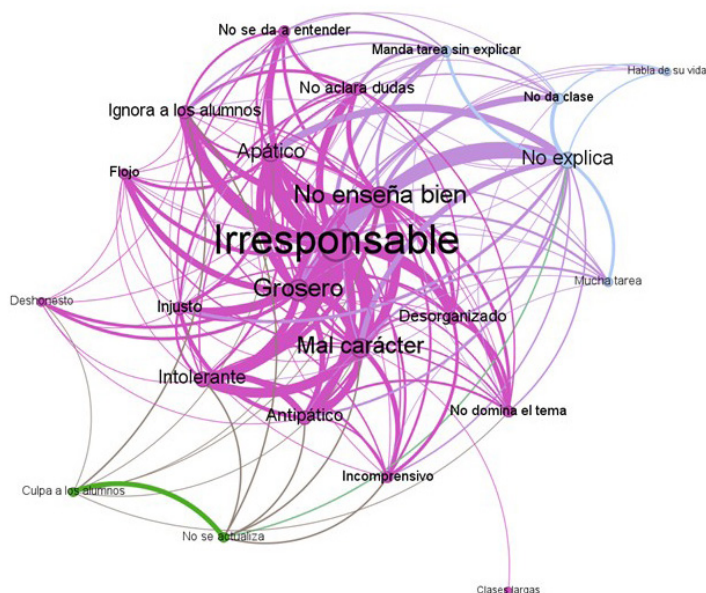 No se da a entender
Manda tarea sin explicar
Habla de su vida
No aclara dudas
No da clase
Ignora a los alumnos
Apático
No explica
Flojo
No enseña bien
Irresponsable
Mucha tarea
Grosero
Deshonesto
Injusto
Desorganizado
Mal carácter
Intolerante
Antipático
No domina el tema
Incomprensivo
Culpa a los alumnos
No se actualiza
Clases largas